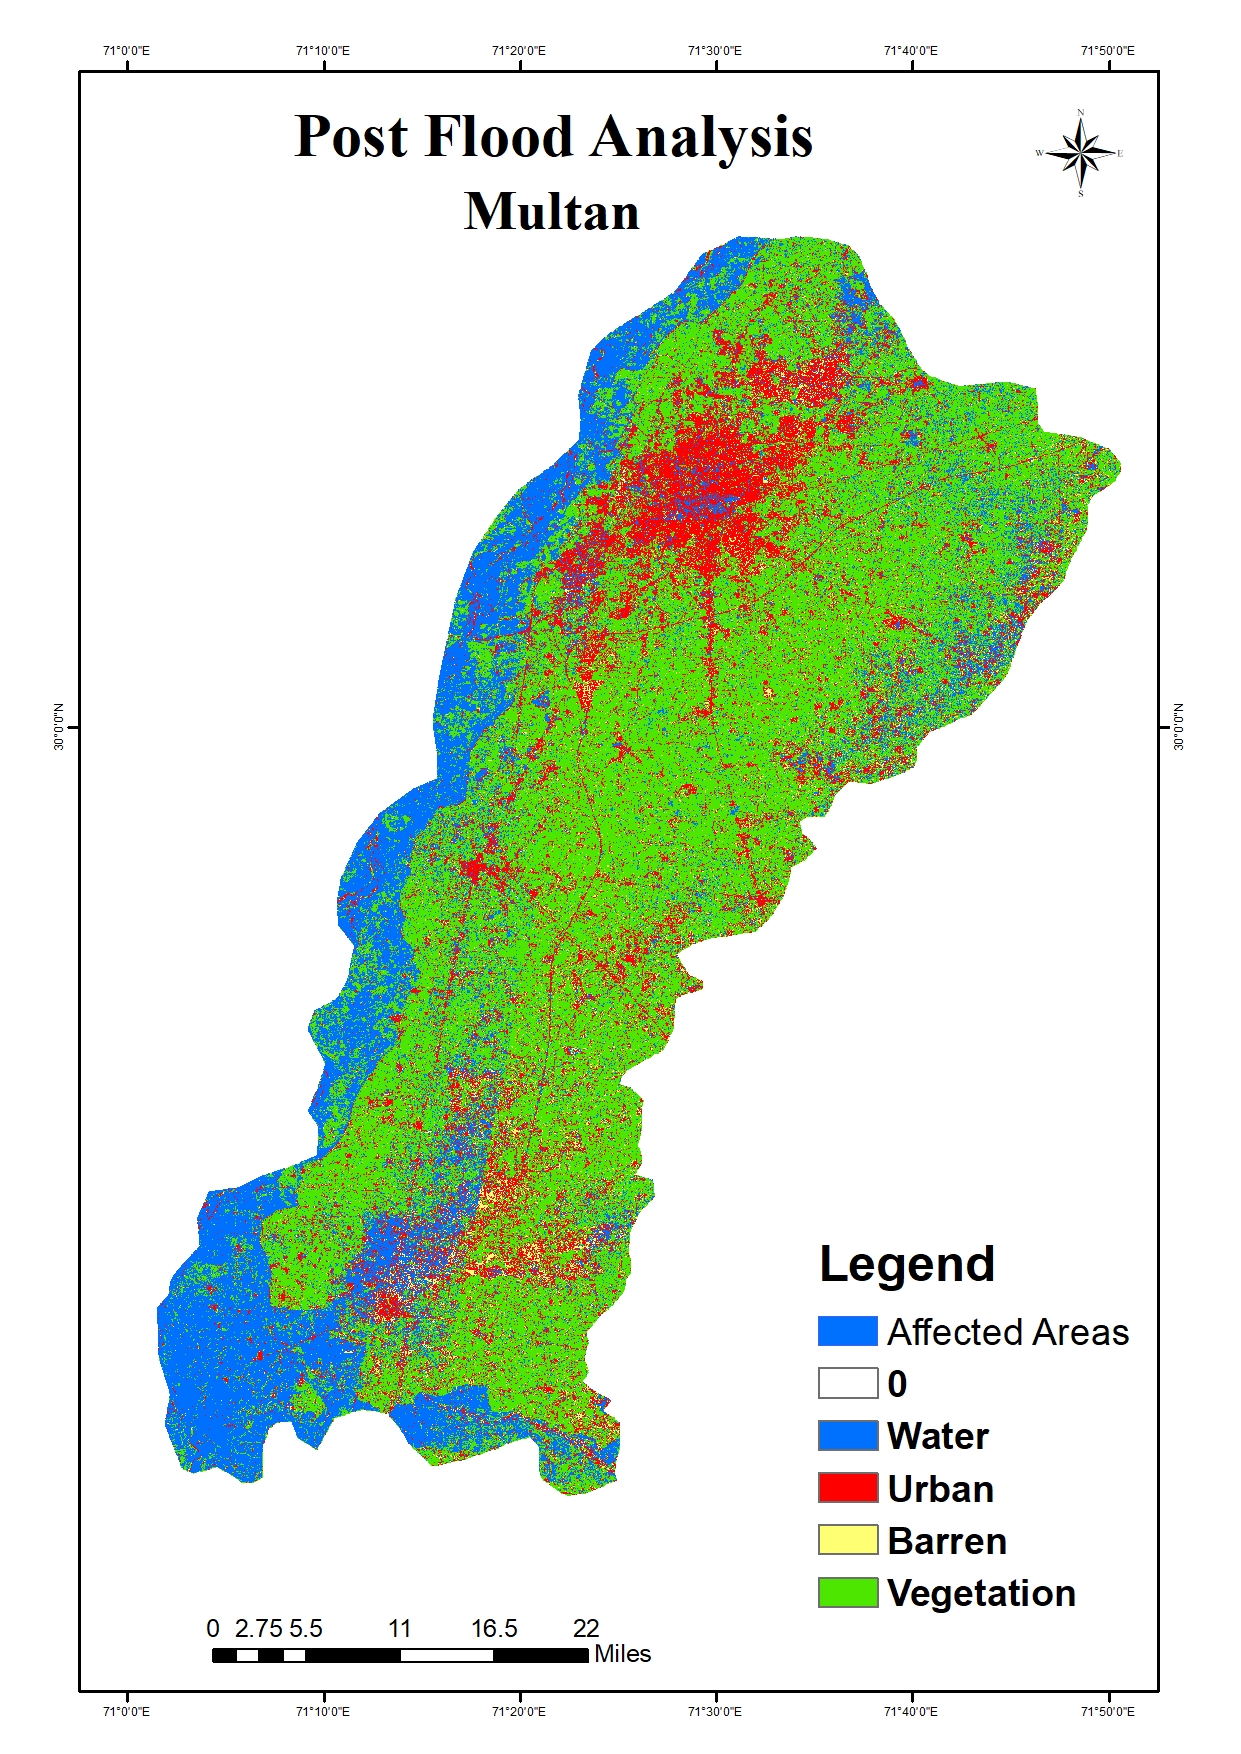 71°0'0"E 71°10'0"E 71°20'0"E 71°30'0"E 71°40'0"E 71°50'0"E
Post Flood Analysis
Multan
N
W E
S
30°0'0"N 30°0'0"N
Legend
Affected Areas
0
Water
Urban
Barren
Vegetation
0 2.75 5.5 11 16.5 22
Miles
71°0'0"E 71°10'0"E 71°20'0"E 71°30'0"E 71°40'0"E 71°50'0"E